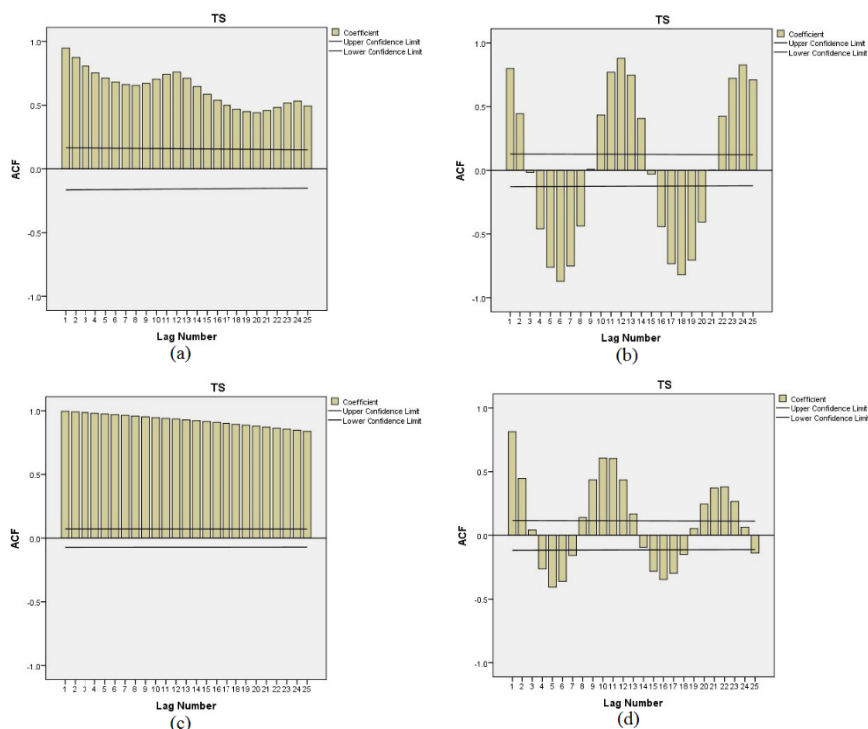 TS
Coefficient
Upper Confidence Limit
Lower Confidence Limit
1.0
0.5
0.0
-0.5
-1.0
ACF
1 2 3 4 5 6 7 8 9 10 11 12 13 14 15 16 17 18 19 20 21 22 23 24 25
Lag Number
(a)
TS
Coefficient
Upper Confidence Limit
Lower Confidence Limit
1.0
0.5
0.0
-0.5
-1.0
ACF
1 2 3 4 5 6 7 8 9 10 11 12 13 14 15 16 17 18 19 20 21 22 23 24 25
Lag Number
(b)
TS
Coefficient
Upper Confidence Limit
Lower Confidence Limit
1.0
0.5
0.0
-0.5
-1.0
ACF
1 2 3 4 5 6 7 8 9 10 11 12 13 14 15 16 17 18 19 20 21 22 23 24 25
Lag Number
(c)
TS
Coefficient
Upper Confidence Limit
Lower Confidence Limit
1.0
0.5
0.0
-0.5
-1.0
ACF
1 2 3 4 5 6 7 8 9 10 11 12 13 14 15 16 17 18 19 20 21 22 23 24 25
Lag Number
(d)